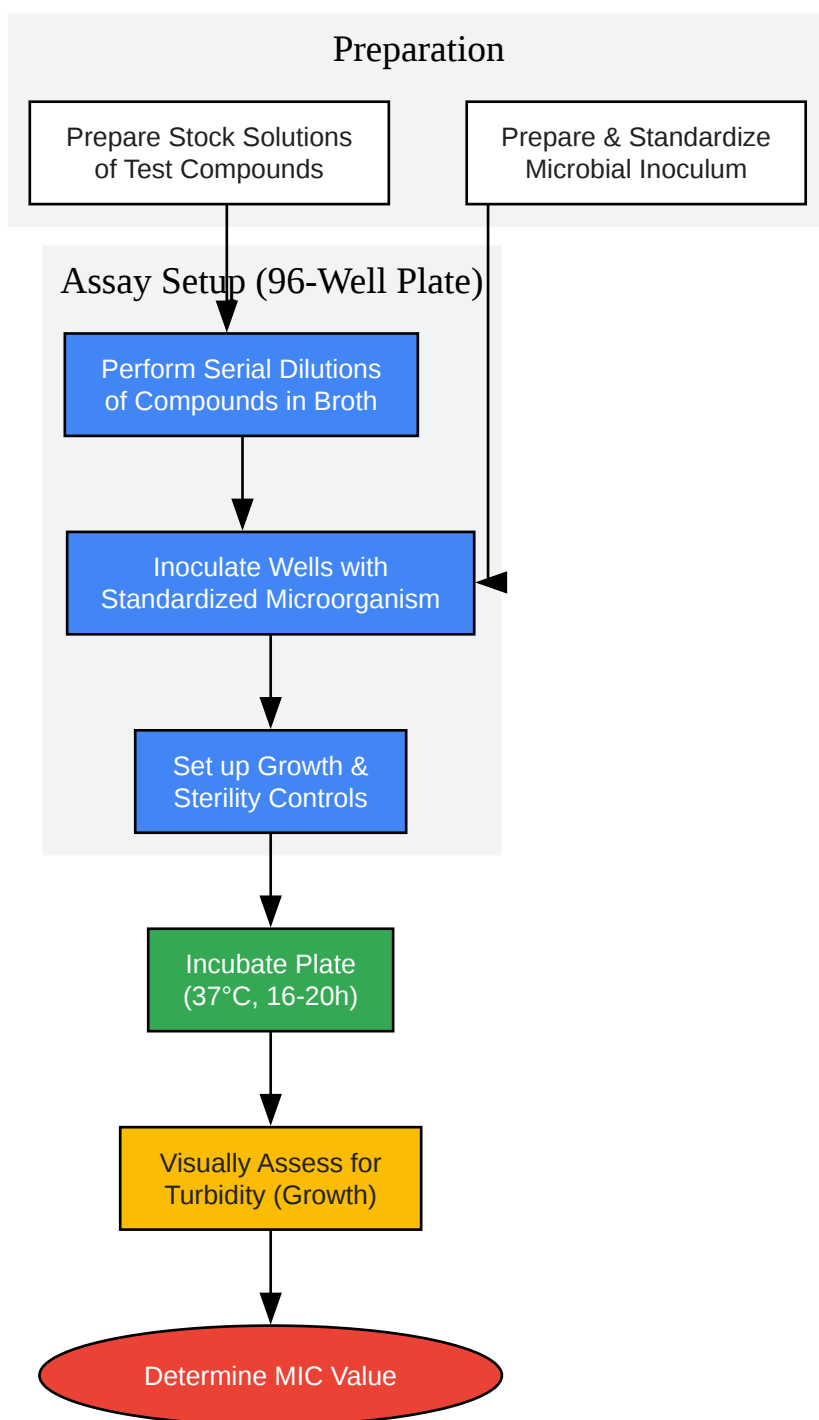 Preparation
Prepare Stock Solutions
of Test Compounds
Prepare & Standardize
Microbial Inoculum
Assay Setup (96-Well Plate)
Perform Serial Dilutions
of Compounds in Broth
Inoculate Wells with
Standardized Microorganism
Set up Growth &
Sterility Controls
Incubate Plate
(37°C, 16-20h)
Visually Assess for
Turbidity (Growth)
Determine MIC Value